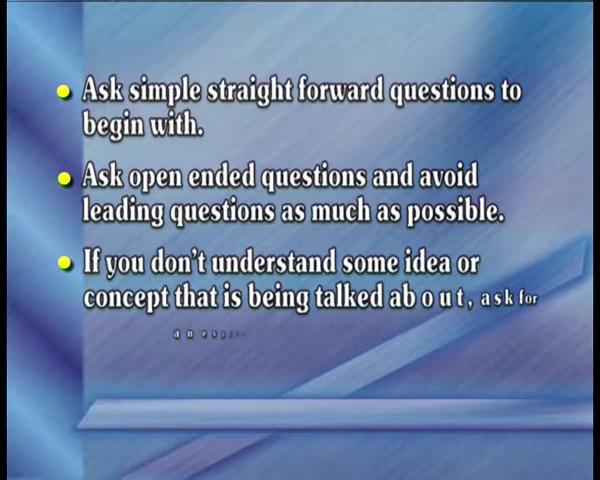 Ask simple straight forward questions to
begin with.
Ask open ended questions and avoid
leading questions as much as possible.
If you don't understand some idea or
concept that is being talked about, ask for
an